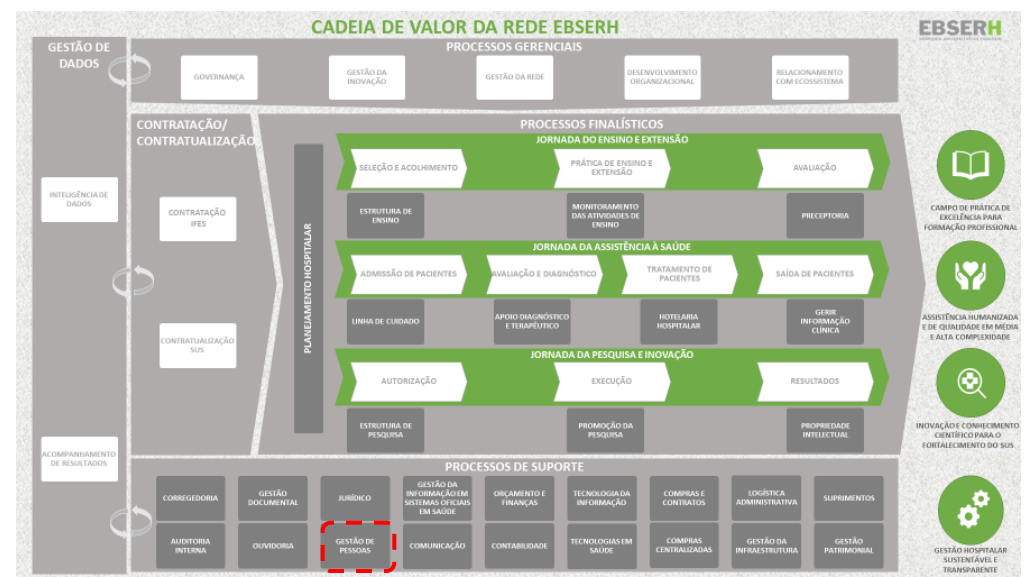 CADEIA DE VALOR DA REDE EBSERH
EBSERH
GESTÃO DE
DADOS
INTELIGÊNCIA DE
DADOS
ACOMPANHAMENTO
DE RESULTADOS
PROCESSOS GERENCIAIS
GOVERNANÇA
GESTÃO DA
INOVAÇÃO
GESTÃO DA REDE
DESENVOLVIMENTO
ORGANIZACIONAL
RELACIONAMENTO
COM ECOSSISTEMA
CONTRATAÇÃO/
CONTRATUALIZAÇÃO
CONTRATAÇÃO
IFES
CONTRATUALIZAÇÃO
SUS
PROCESSOS FINALÍSTICOS
PLANEJAMENTO HOSPITALAR
JORNADA DO ENSINO E EXTENSÃO
SELEÇÃO E ACOLHIMENTO
PRÁTICA DE ENSINO E
EXTENSÃO
AVALIAÇÃO
ESTRUTURA DE
ENSINO
MONITORAMENTO
DAS ATIVIDADES DE
ENSINO
PRECEPTORIA
JORNADA DA ASSISTÊNCIA À SAÚDE
ADMISSÃO DE PACIENTES
AVALIAÇÃO E DIAGNÓSTICO
TRATAMENTO DE
PACIENTES
SAÍDA DE PACIENTES
LINHA DE CUIDADO
APOIO DIAGNÓSTICO
E TERAPÊUTICO
HOTELARIA
HOSPITALAR
GERIR
INFORMAÇÃO
CLÍNICA
JORNADA DA PESQUISA E INOVAÇÃO
AUTORIZAÇÃO
EXECUÇÃO
RESULTADOS
ESTRUTURA DE
PESQUISA
PROMOÇÃO DA
PESQUISA
PROPRIEDADE
INTELECTUAL
PROCESSOS DE SUPORTE
CORREGEDORIA
GESTÃO
DOCUMENTAL
JURÍDICO
GESTÃO DA
INFORMAÇÃO EM
SISTEMAS OFICIAIS
EM SAÚDE
ORÇAMENTO E
FINANÇAS
TECNOLOGIA DA
INFORMAÇÃO
COMPRAS E
CONTRATOS
LOGÍSTICA
ADMINISTRATIVA
SUPRIMENTOS
AUDITORIA
INTERNA
OUVIDORIA
GESTÃO DE
PESSOAS
COMUNICAÇÃO
CONTABILIDADE
TECNOLOGIAS EM
SAÚDE
COMPRAS
CENTRALIZADAS
GESTÃO DA
INFRAESTRUTURA
GESTÃO
PATRIMONIAL
CAMPO DE PRÁTICA DE
EXCELÊNCIA PARA
FORMAÇÃO PROFISSIONAL
ASSISTÊNCIA HUMANIZADA
E DE QUALIDADE EM MÉDIA
E ALTA COMPLEXIDADE
INOVAÇÃO E CONHECIMENTO
CIENTÍFICO PARA O
FORTALECIMENTO DO SUS
GESTÃO HOSPITALAR
SUSTENTÁVEL E
TRANSPARENTE